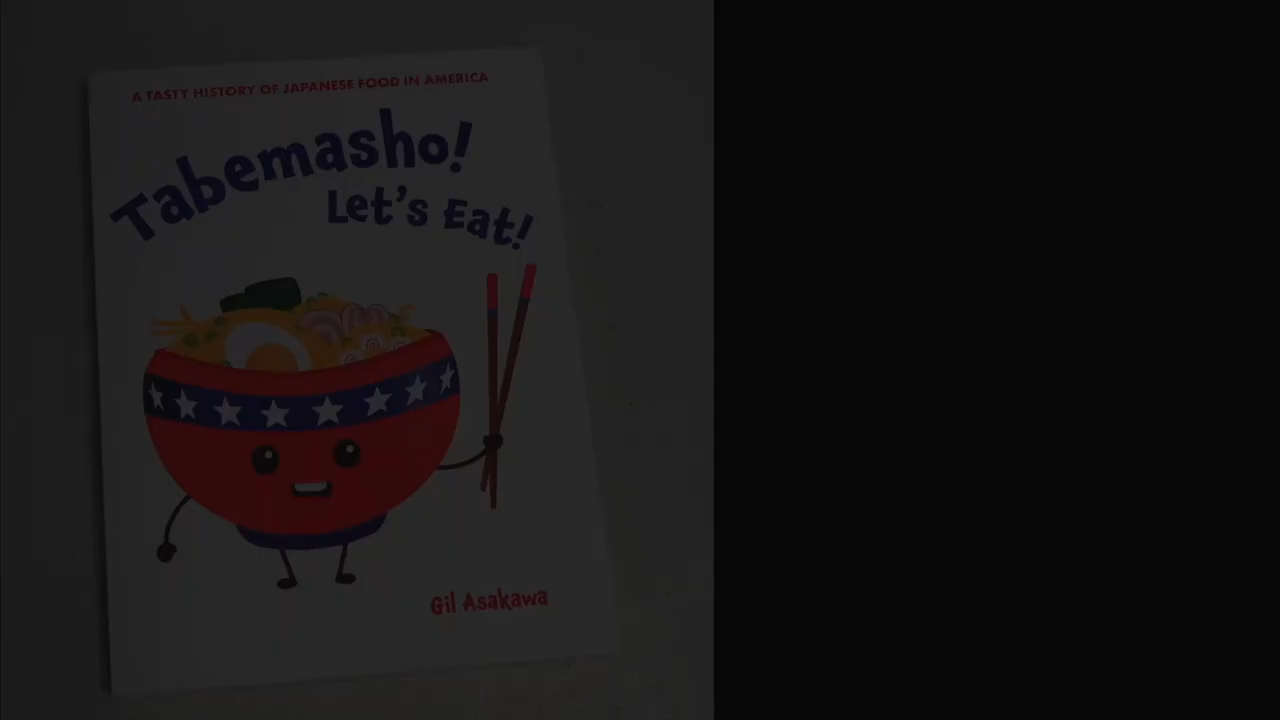 A TASTY HISTORY OF JAPANESE FOOD IN AMERICA
Tabemasho!
Let's Eat!
Gil Asakawa